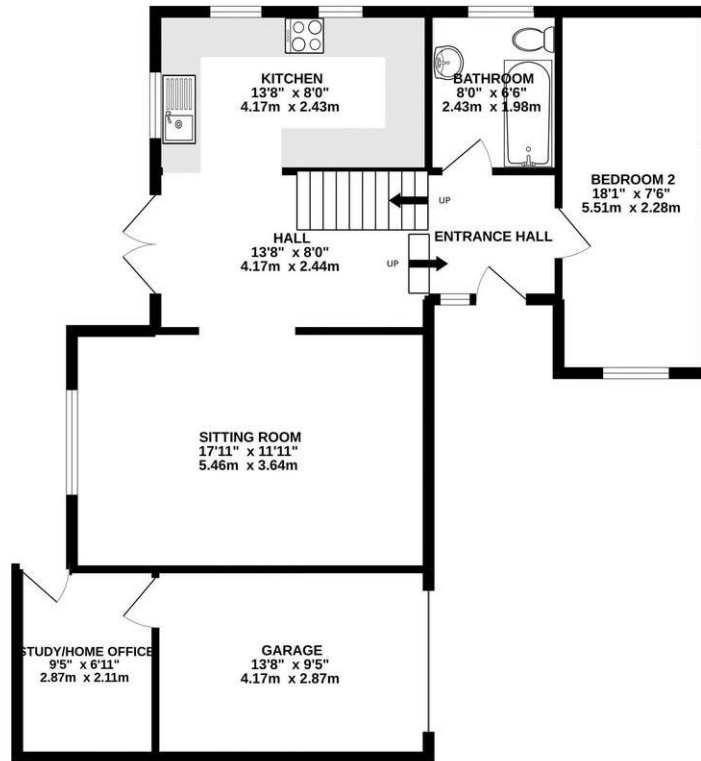 KITCHEN
13'8" x 8'0"
4.17m x 2.43m
BATHROOM
8'0" x 6'6"
2.43m x 1.98m
BEDROOM 2
18'1" x 7'6"
5.51m x 2.28m
UP
HALL
13'8" x 8'0"
4.17m x 2.44m
ENTRANCE HALL
UP
SITTING ROOM
17'11" x 11'11"
5.46m x 3.64m
STUDY/HOME OFFICE
9'5" x 6'11"
2.87m x 2.11m
GARAGE
13'8" x 9'5"
4.17m x 2.87m